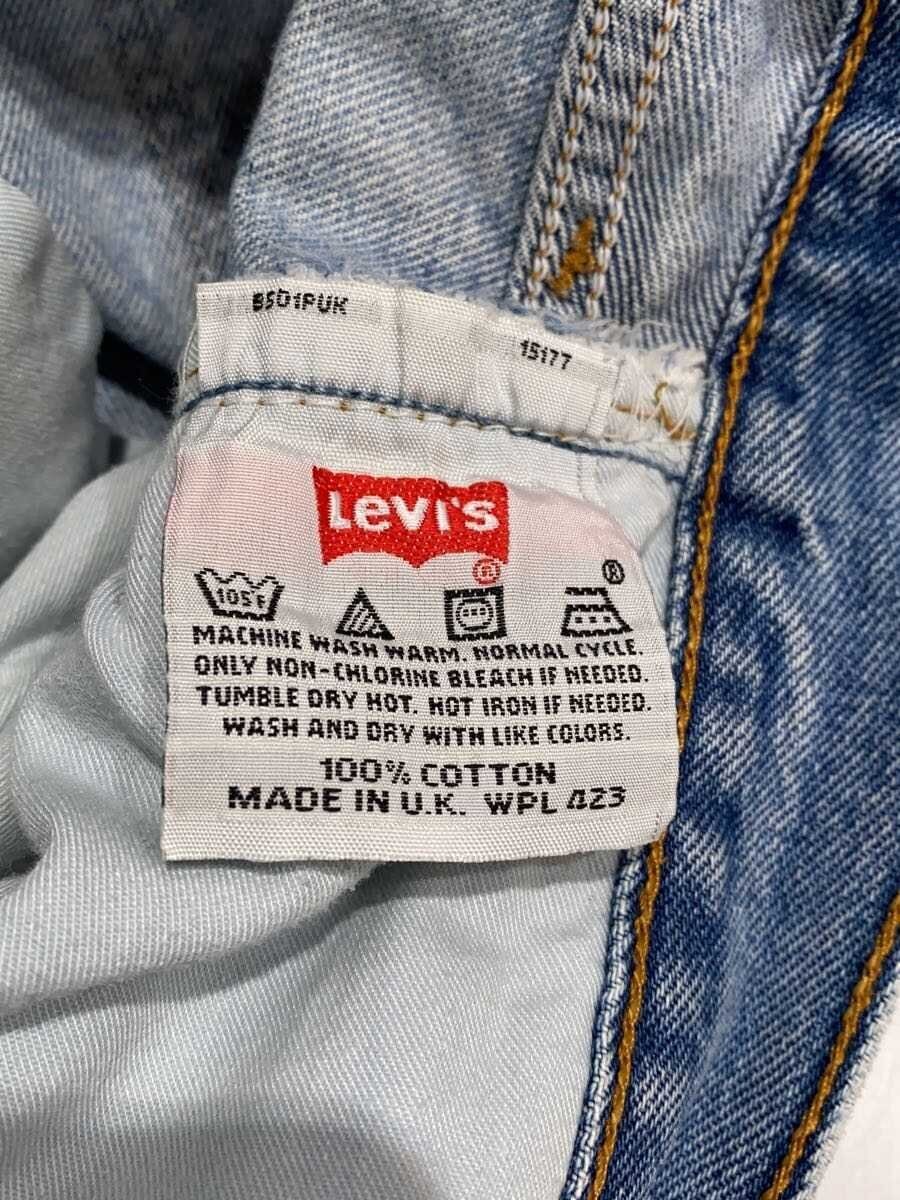 15177
Levi's
®
®
105°F
MACHINE WASH WARM. NORMAL CYCLE.
ONLY NON-CHLORINE BLEACH IF NEEDED.
TUMBLE DRY HOT. HOT IRON IF NEEDED.
WASH AND DRY WITH LIKE COLORS.
100% COTTON
MADE IN U.K. WPL 423